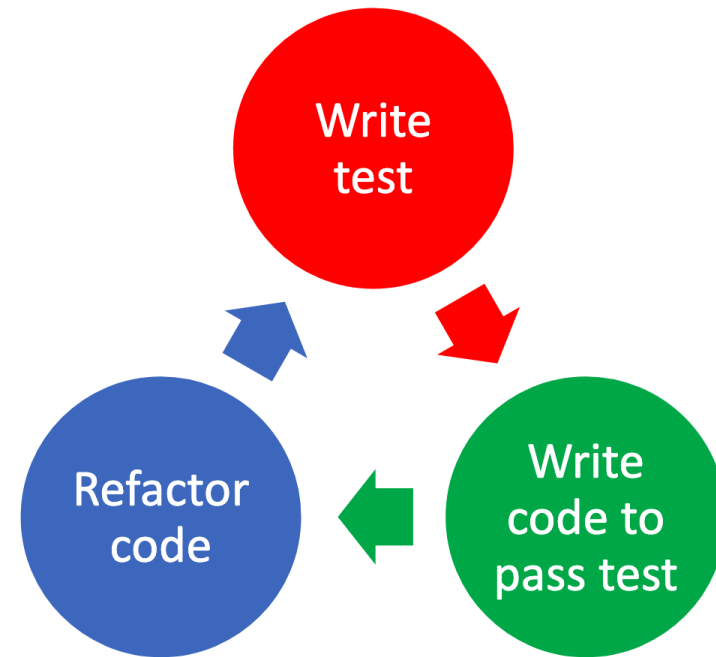 Write
test
Write
code to
pass test
Refactor
code